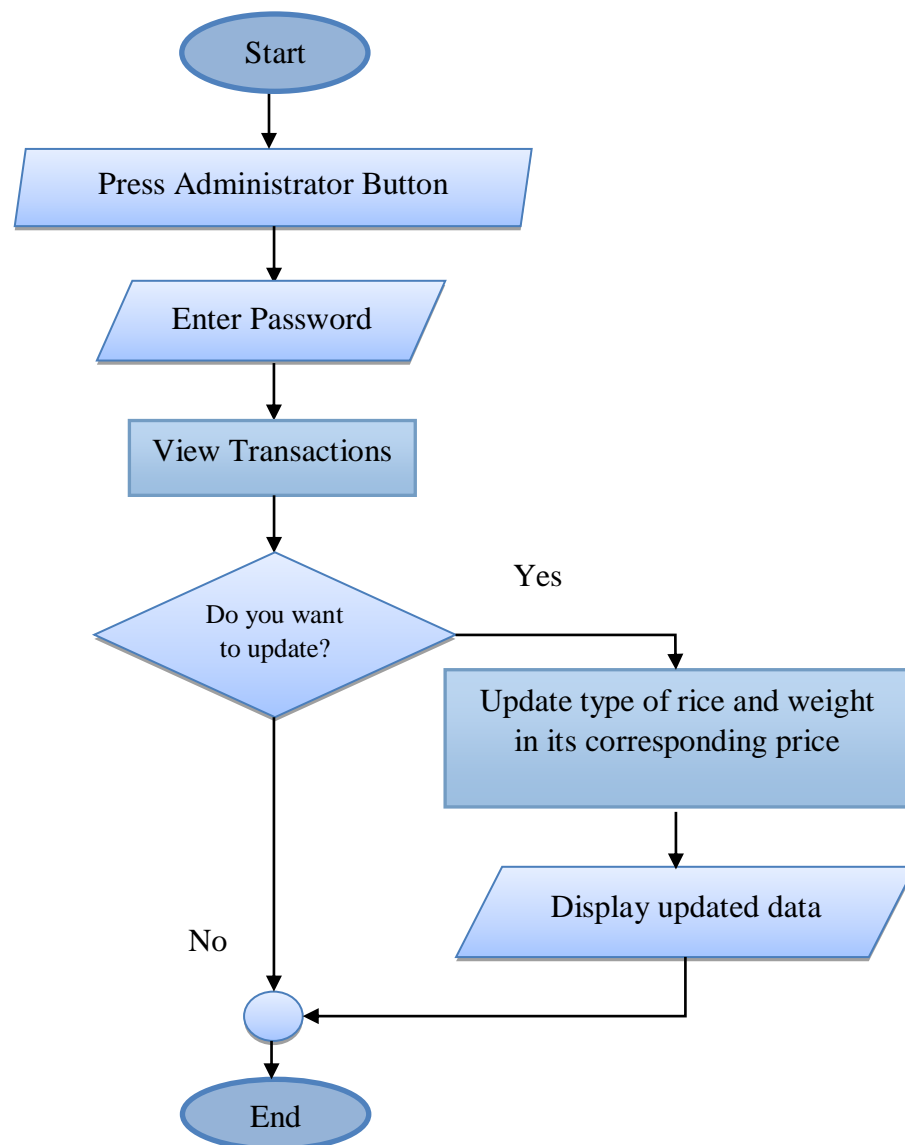 Start
Press Administrator Button
Enter Password
View Transactions
Do you want
to update?
Yes
Update type of rice and weight
in its corresponding price
Display updated data
No
End